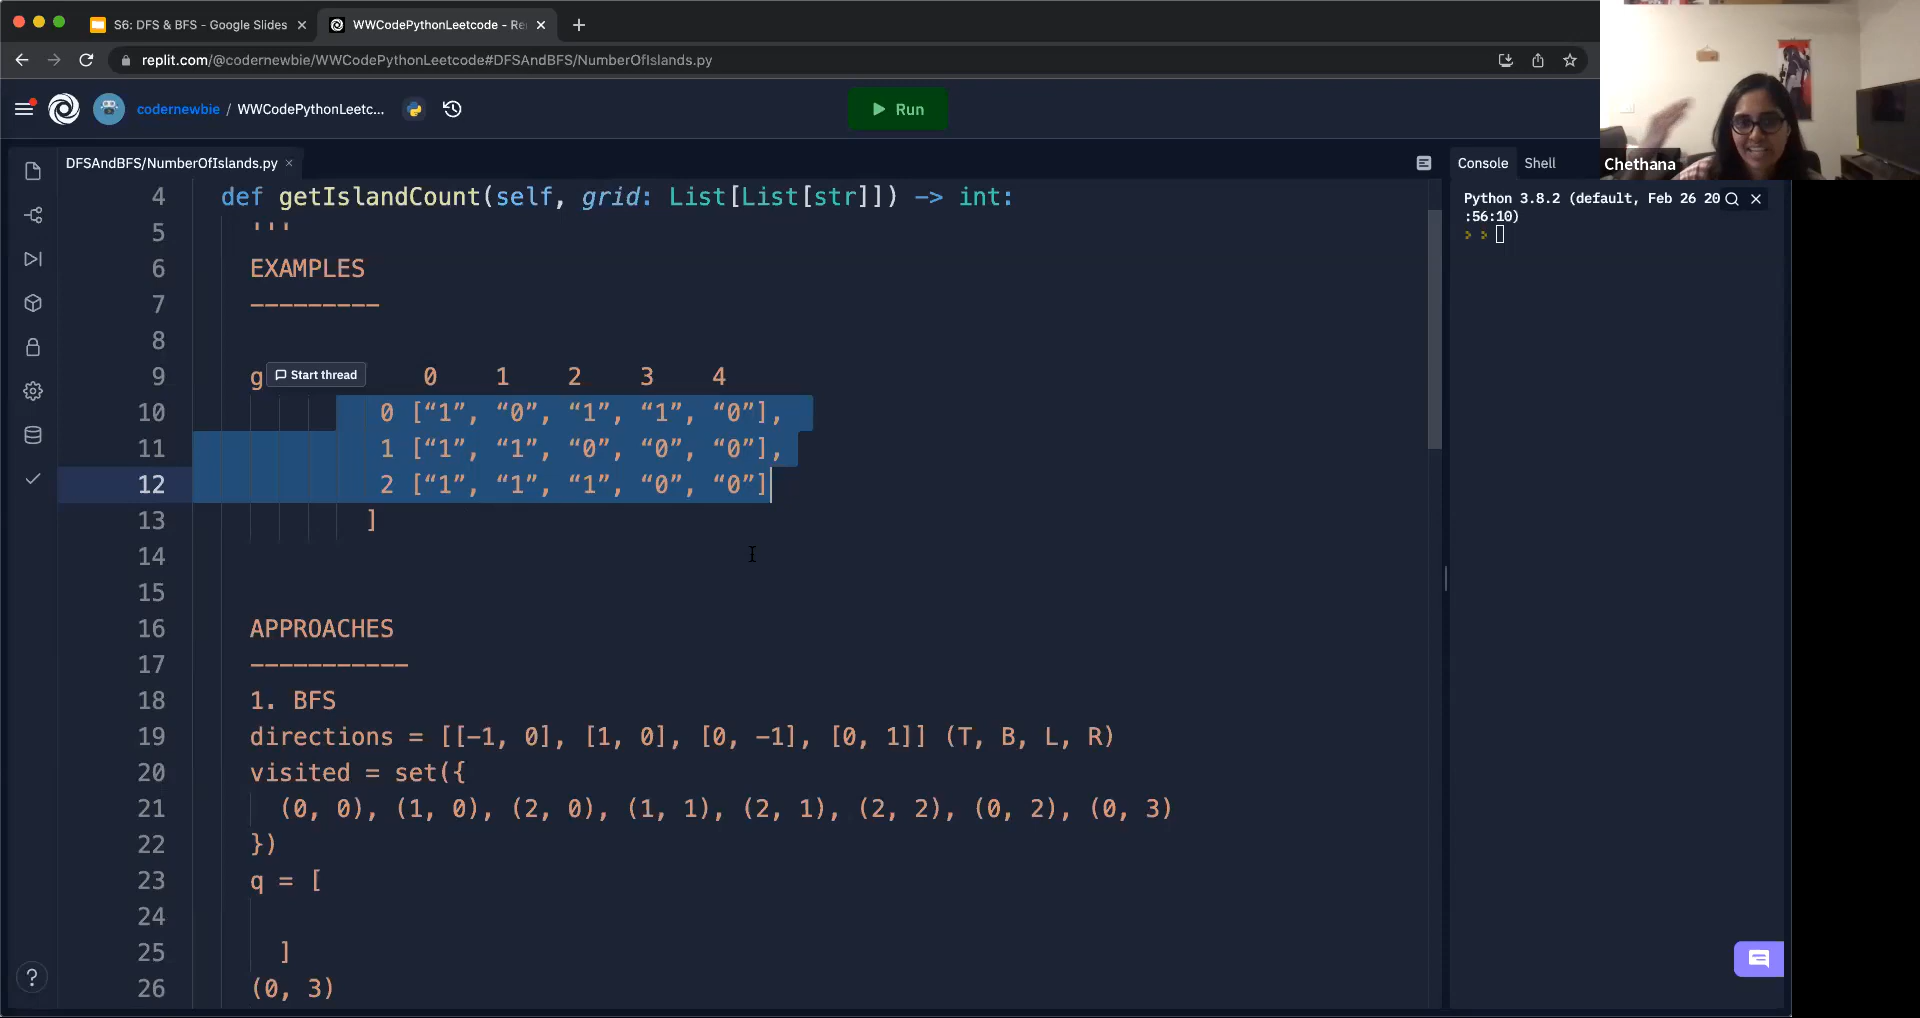 S6: DFS & BFS - Google Slides
WWCodePythonLeetcode - Re
replit.com/@codernewbie/WWCodePythonLeetcode#DFSAndBFS/NumberOfIslands.py
codernewbie / WWCodePythonLeetc...
Run
DFSAndBFS/NumberOfIslands.py
Console
Shell
Chethana
Python 3.8.2 (default, Feb 26 20
:56:10)
4 def getIslandCount(self, grid: List[List[str]]) -> int:
5 '''
6 EXAMPLES
7 ---------
8
9 g Start thread 0 1 2 3 4
10 0 [“1”, “0”, “1”, “1”, “0”],
11 1 [“1”, “1”, “0”, “0”, “0”],
12 2 [“1”, “1”, “1”, “0”, “0”]
13 ]
14
15
16 APPROACHES
17 -----------
18 1. BFS
19 directions = [[-1, 0], [1, 0], [0, -1], [0, 1]] (T, B, L, R)
20 visited = set({
21 (0, 0), (1, 0), (2, 0), (1, 1), (2, 1), (2, 2), (0, 2), (0, 3)
22 })
23 q = [
24
25 ]
26 (0, 3)